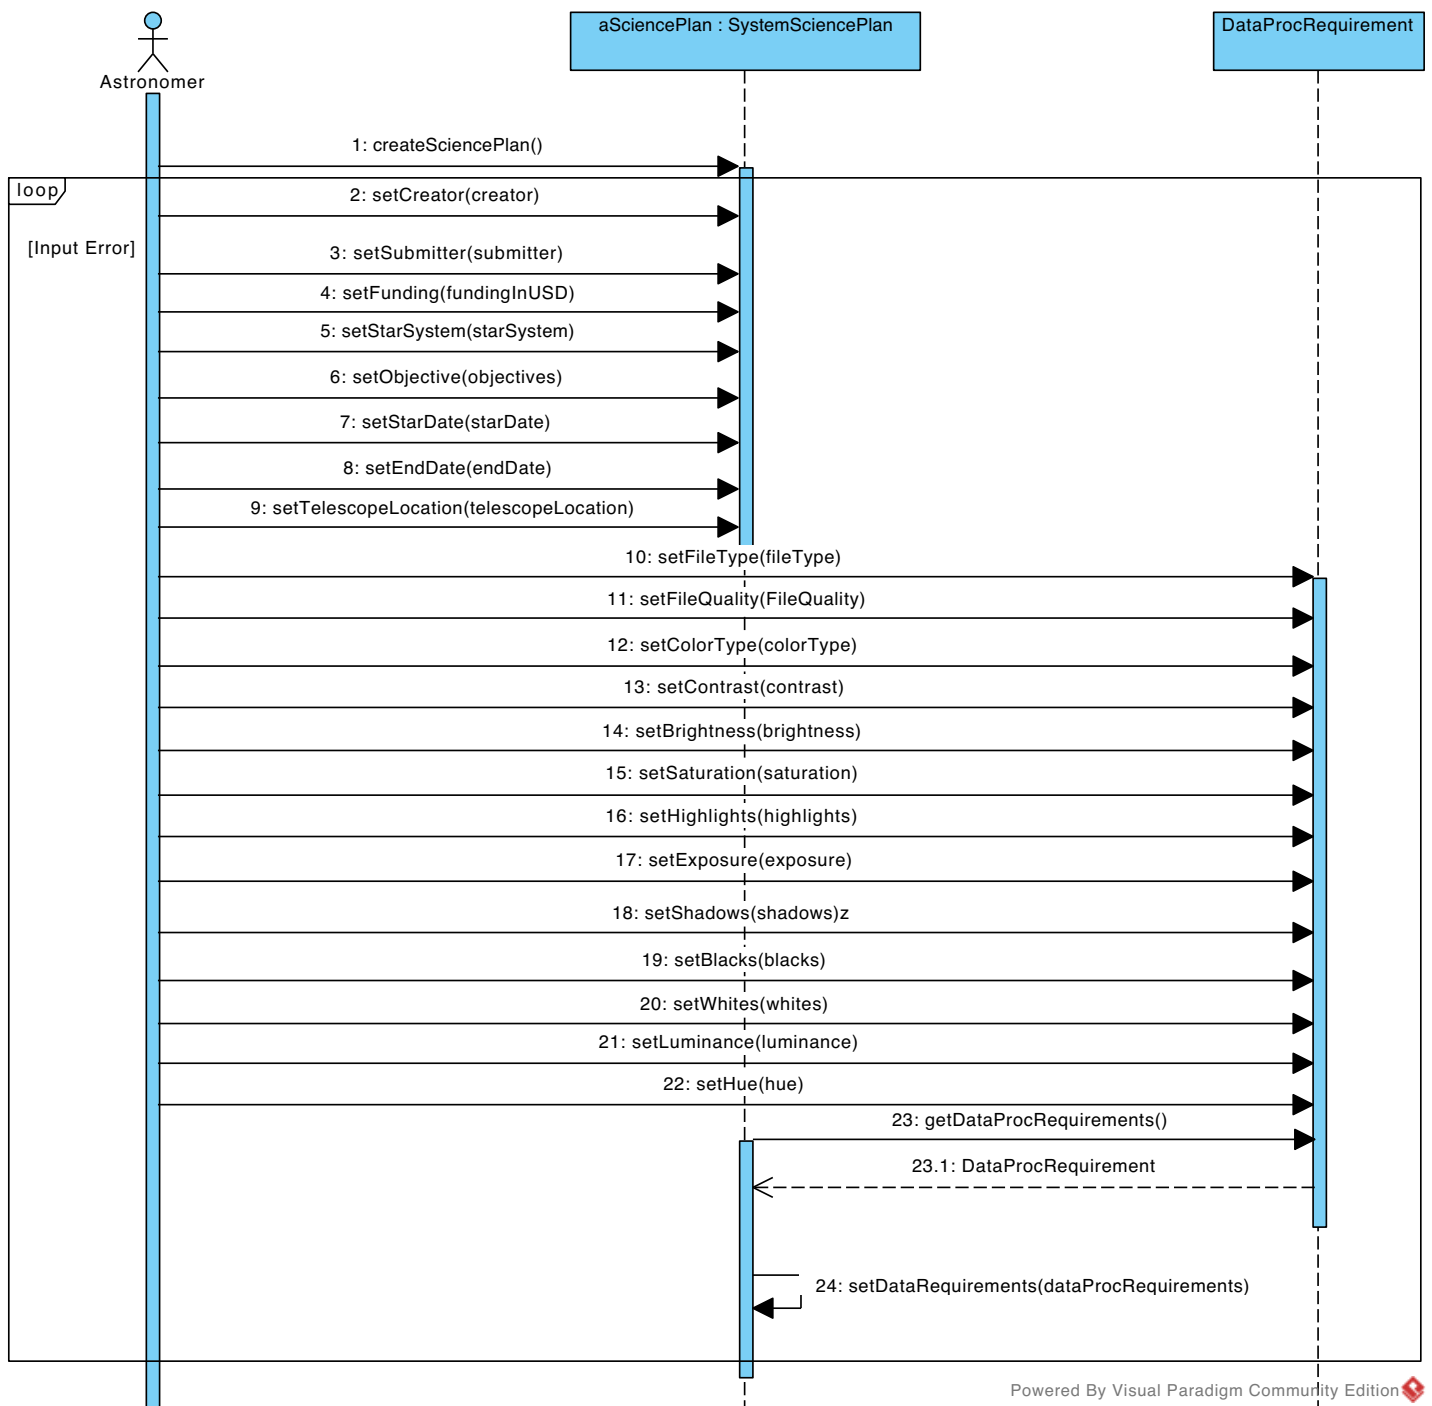 aSciencePlan : SystemSciencePlan
DataProcRequirement
Astronomer
1: createSciencePlan()
loop
2: setCreator(creator)
[Input Error]
3: setSubmitter(submitter)
4: setFunding(fundingInUSD)
5: setStarSystem(starSystem)
6: setObjective(objectives)
7: setStarDate(starDate)
8: setEndDate(endDate)
9: setTelescopeLocation(telescopeLocation)
10: setFileType(fileType)
11: setFileQuality(FileQuality)
12: setColorType(colorType)
13: setContrast(contrast)
14: setBrightness(brightness)
15: setSaturation(saturation)
16: setHighlights(highlights)
17: setExposure(exposure)
18: setShadows(shadows)z
19: setBlacks(blacks)
20: setWhites(whites)
21: setLuminance(luminance)
22: setHue(hue)
23: getDataProcRequirements()
23.1: DataProcRequirement
24: setDataRequirements(dataProcRequirements)
Powered By Visual Paradigm Community Edition